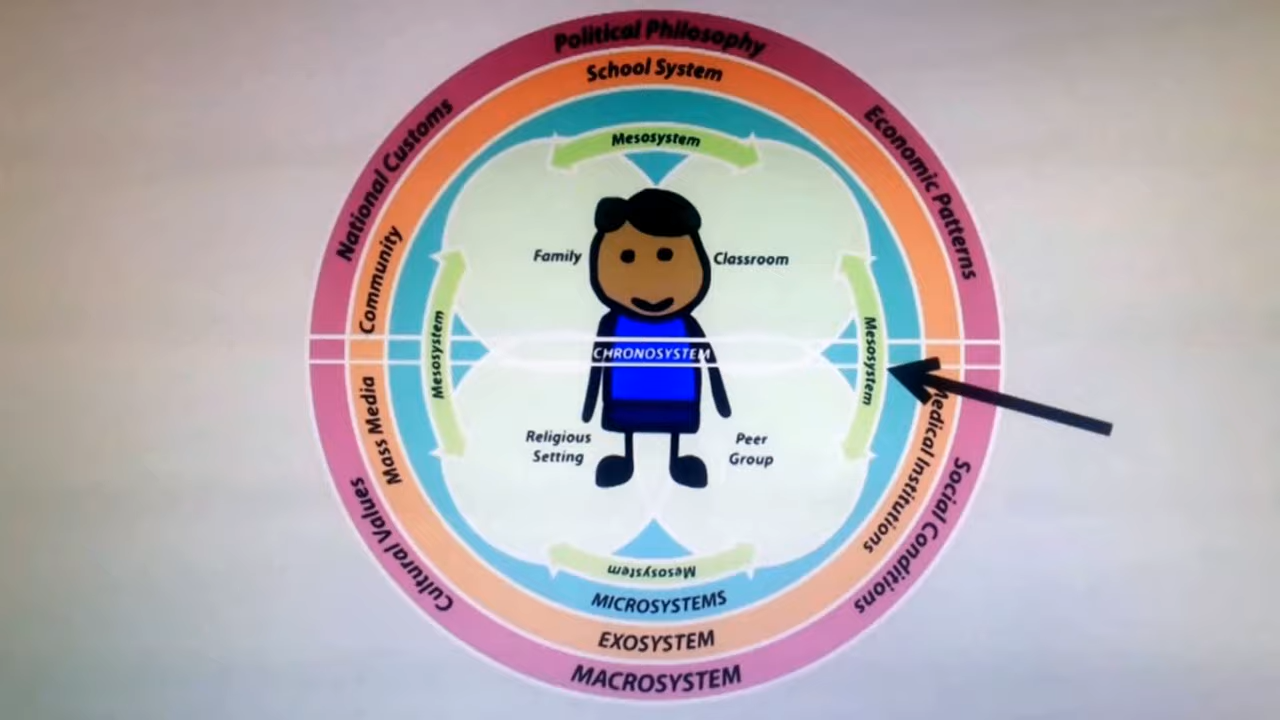 Political Philosophy
School System
National Customs
Economic Patterns
Mesosystem
Community
Family
Classroom
Mesosystem
CHRONOSYSTEM
Mesosystem
Mass Media
Medical Institutions
Religious
Setting
Peer
Group
Cultural Values
Social Conditions
Mesosystem
MICROSYSTEMS
EXOSYSTEM
MACROSYSTEM